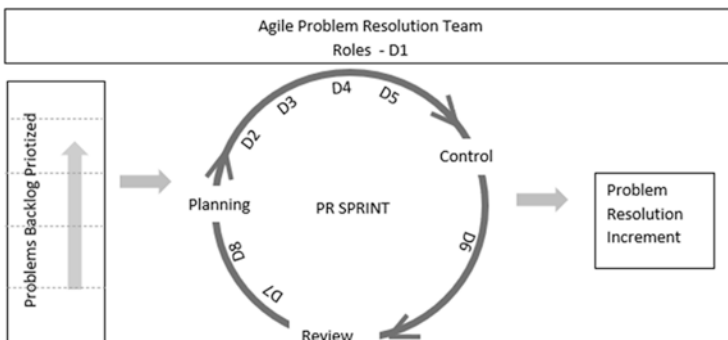 Agile Problem Resolution Team
Roles - D1
Problems Backlog Priotized
D2
D3
D4
D5
Control
Planning
PR SPRINT
D6
D8
D7
Review
Problem
Resolution
Increment